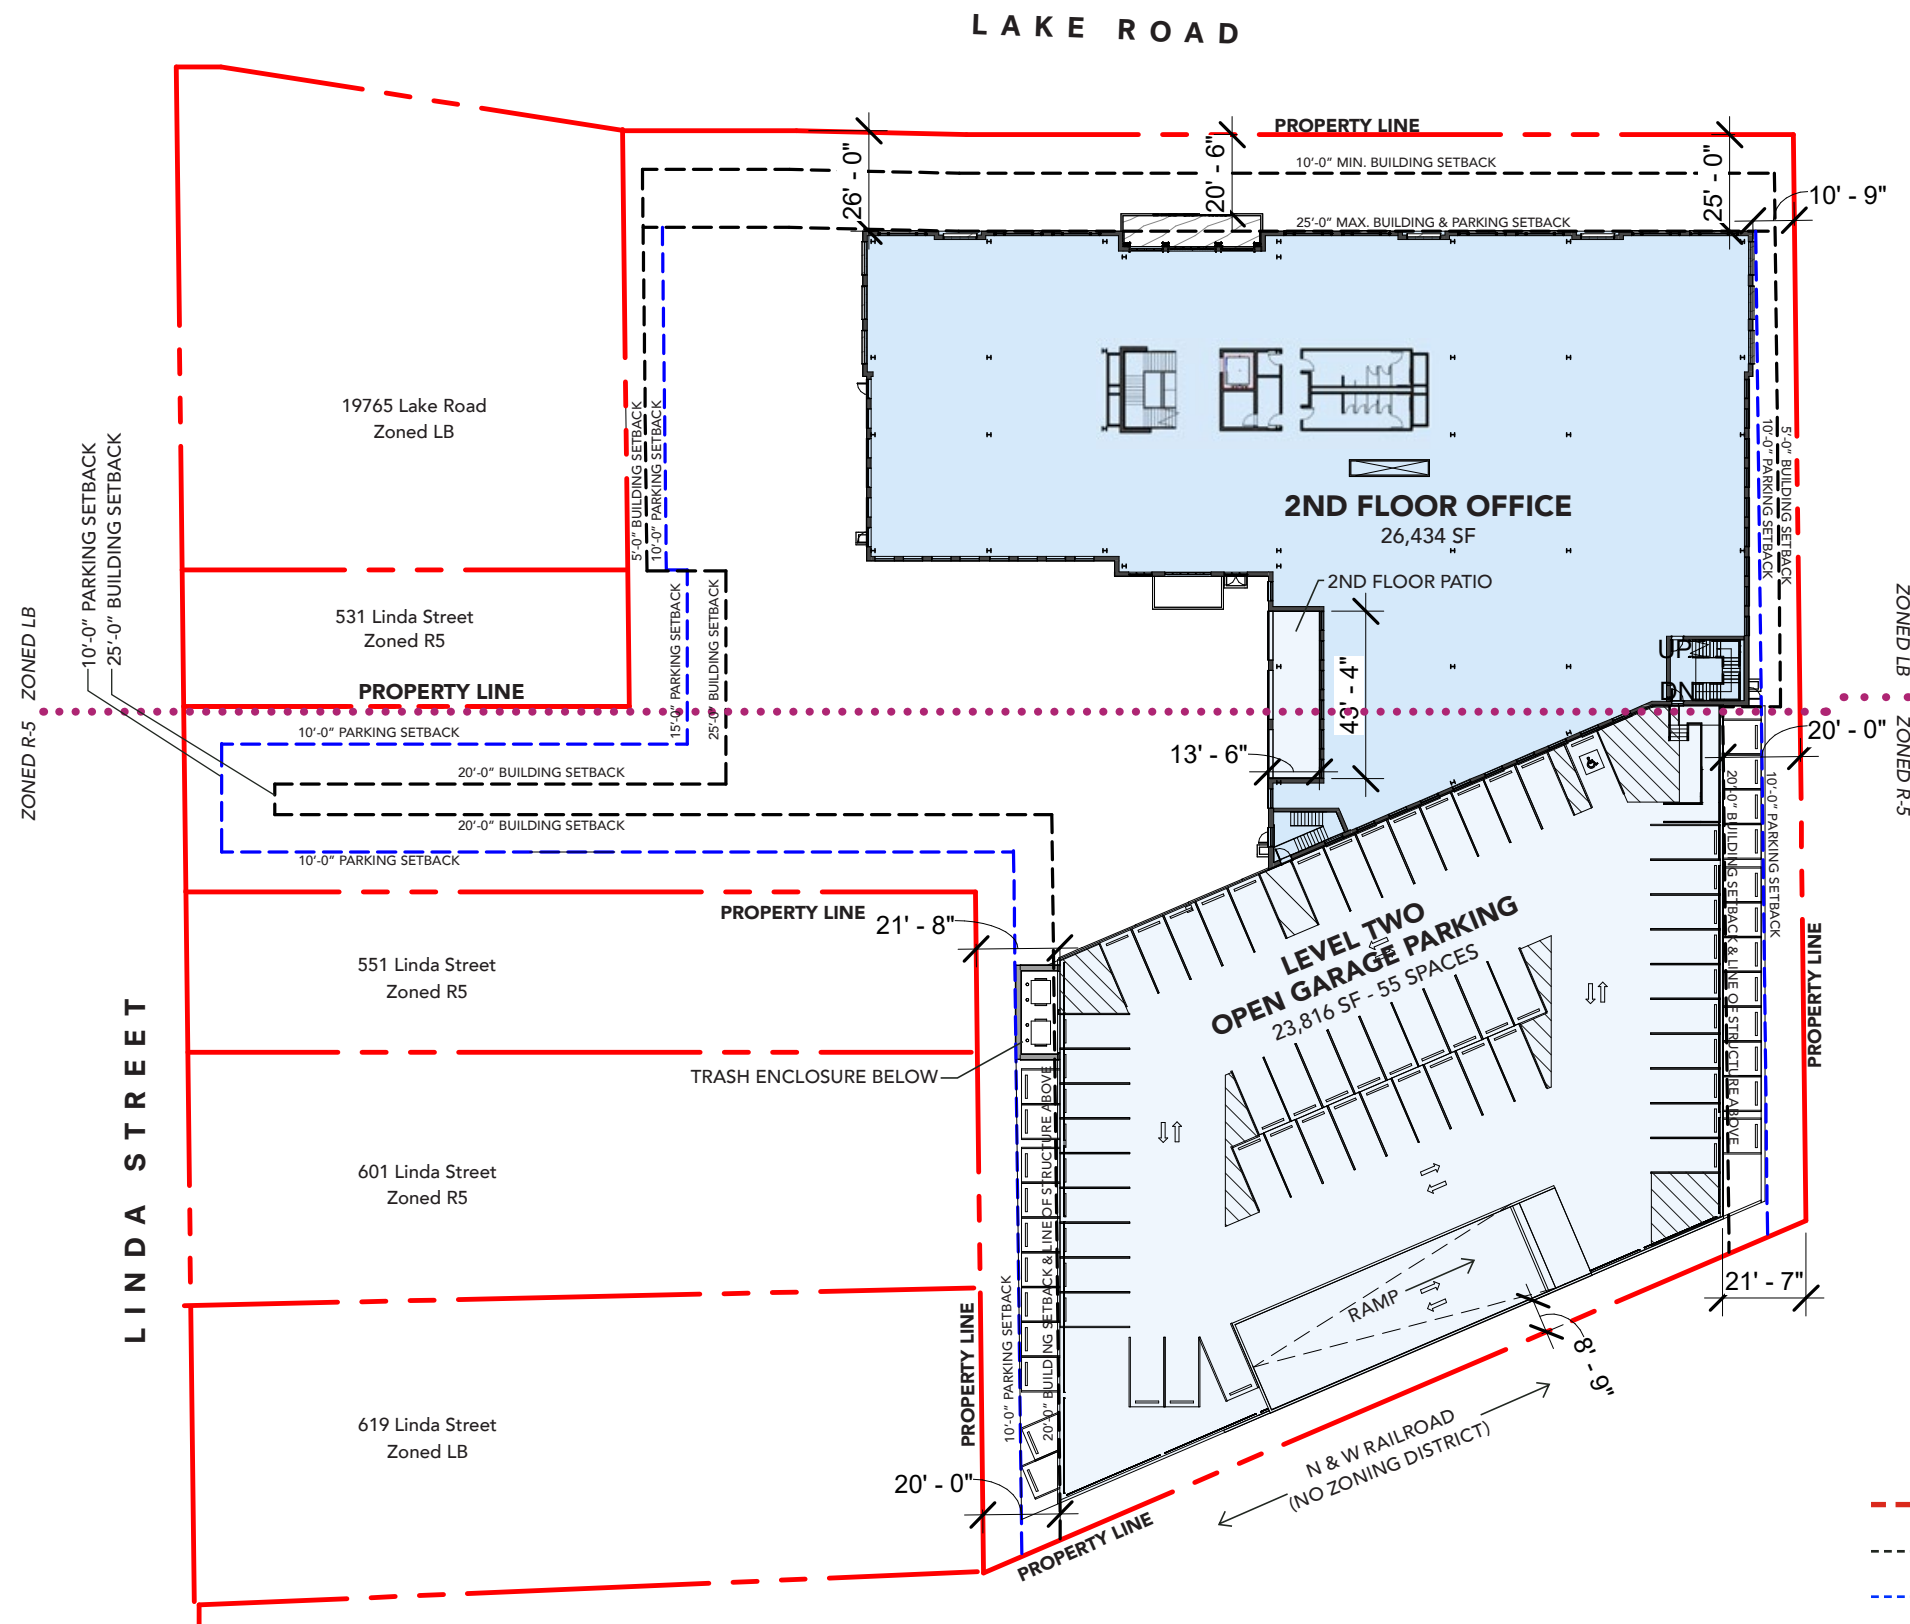 LAKE ROAD
PROPERTY LINE
10'-0" MIN. BUILDING SETBACK
26' - 0"
20' - 6"
25' - 0"
10' - 9"
25'-0" MAX. BUILDING & PARKING SETBACK
19765 Lake Road
Zoned LB
5'-0" BUILDING SETBACK
10'-0" PARKING SETBACK
10'-0" PARKING SETBACK
25'-0" BUILDING SETBACK
5'-0" BUILDING SETBACK
10'-0" PARKING SETBACK
2ND FLOOR OFFICE
26,434 SF
2ND FLOOR PATIO
531 Linda Street
Zoned R5
PROPERTY LINE
ZONED LB
ZONED R-5
15'-0" PARKING SETBACK
25'-0" BUILDING SETBACK
43' - 4"
13' - 6"
UP
DN
ZONED LB
ZONED R-5
20' - 0"
10'-0" PARKING SETBACK
20'-0" BUILDING SETBACK
20'-0" BUILDING SETBACK
10'-0" PARKING SETBACK
20'-0" BUILDING SETBACK & LINE OF STRUCTURE ABOVE
10'-0" PARKING SETBACK
PROPERTY LINE
21' - 8"
LEVEL TWO
OPEN GARAGE PARKING
23,816 SF - 55 SPACES
551 Linda Street
Zoned R5
TRASH ENCLOSURE BELOW
PROPERTY LINE
LINDA STREET
601 Linda Street
Zoned R5
20'-0" BUILDING SETBACK & LINE OF STRUCTURE ABOVE
10'-0" PARKING SETBACK
PROPERTY LINE
RAMP
21' - 7"
8' - 9"
619 Linda Street
Zoned LB
N & W RAILROAD
(NO ZONING DISTRICT)
20' - 0"
PROPERTY LINE